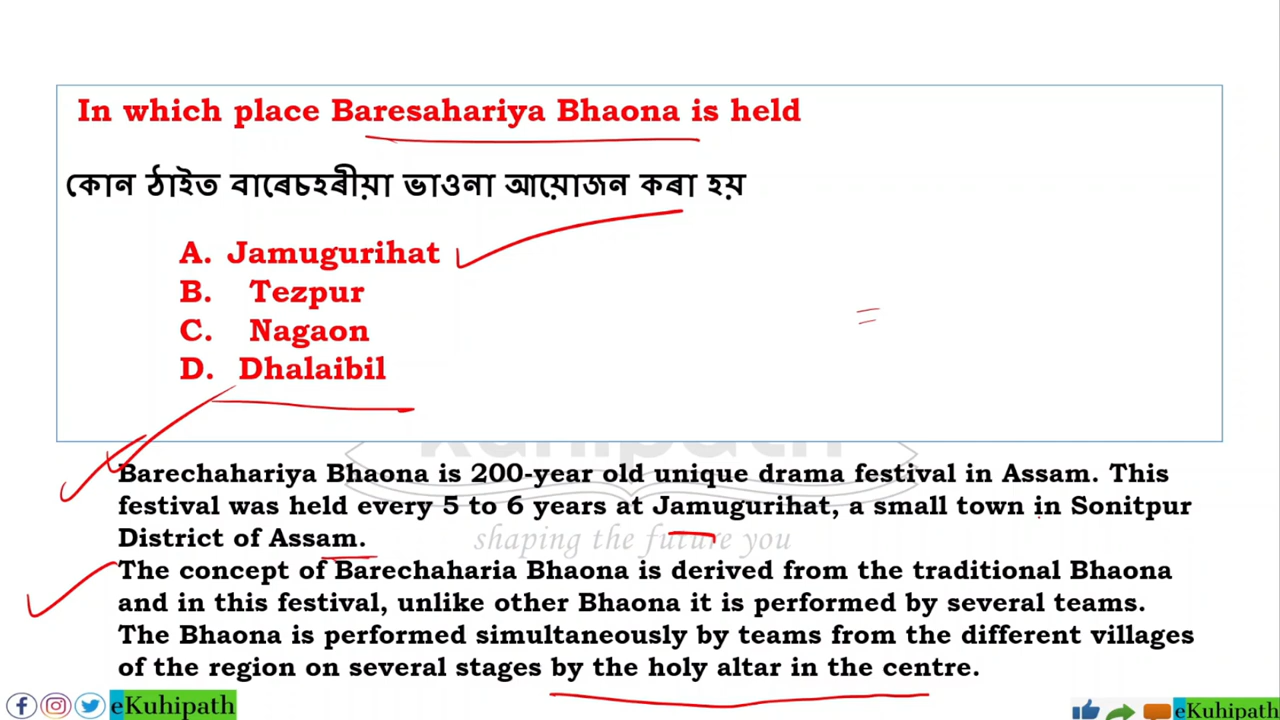 In which place Baresahariya Bhaona is held
কোন ঠাইত বাৰেচহৰীয়া ভাওনা আয়োজন কৰা হয়
A. Jamugurihat
B. Tezpur
C. Nagaon
D. Dhalaibil
kuhipath
Barechahariya Bhaona is 200-year old unique drama festival in Assam. This
festival was held every 5 to 6 years at Jamugurihat, a small town in Sonitpur
District of Assam.
shaping the future you
The concept of Barechaharia Bhaona is derived from the traditional Bhaona
and in this festival, unlike other Bhaona it is performed by several teams.
The Bhaona is performed simultaneously by teams from the different villages
of the region on several stages by the holy altar in the centre.
eKuhipath
eKuhipath